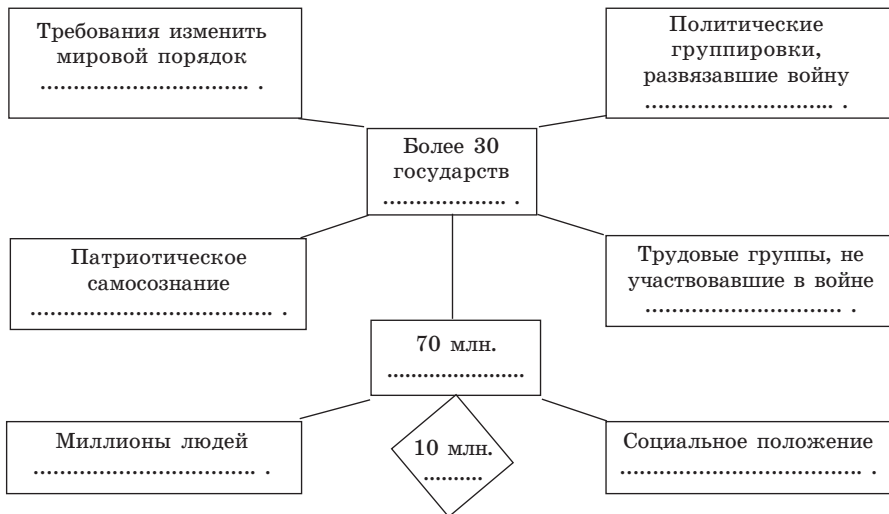 Требования изменить
мировой порядок
................................ .
Политические
группировки,
развязавшие войну
............................. .
Более 30
государств
................... .
Патриотическое
самосознание
..................................... .
Трудовые группы, не
участвовавшие в войне
.............................. .
70 млн.
.....................
Миллионы людей
.................................. .
10 млн.
.........
Социальное положение
..................................... .